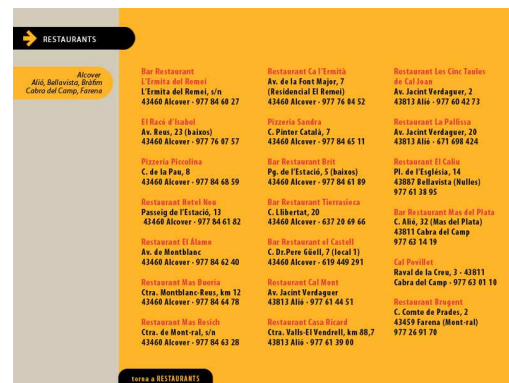 RESTAURANTS
Alcover
Alió, Bellavista, Bràfim
Cabra del Camp, Farena
Bar Restaurant
L'Ermita del Remei
L'Ermita del Remei, s/n
43460 Alcover - 977 84 60 27
El Racó d'Isabel
Av. Reus, 23 (baixos)
43460 Alcover - 977 76 07 57
Pizzeria Piccolina
C. de la Pau, 8
43460 Alcover - 977 84 68 59
Restaurant Hotel Nou
Passeig de l'Estació, 13
43460 Alcover - 977 84 61 82
Restaurant El Álamo
Av. de Montblanc
43460 Alcover - 977 84 62 40
Restaurant Mas Bueria
Ctra. Montblanc-Reus, km 12
43460 Alcover - 977 84 64 78
Restaurant Mas Resich
Ctra. de Mont-ral, s/n
43460 Alcover - 977 84 63 28
Restaurant Ca l'Ermità
Av. de la Font Major, 7
(Residencial El Remei)
43460 Alcover - 977 76 04 52
Pizzeria Sandra
C. Pintor Català, 7
43460 Alcover - 977 84 65 11
Bar Restaurant Brit
Pg. de l'Estació, 5 (baixos)
43460 Alcover - 977 84 61 89
Bar Restaurant Tierraseca
C. Llibertat, 20
43460 Alcover - 637 20 69 66
Bar Restaurant el Castell
C. Dr.Pere Güell, 7 (local 1)
43460 Alcover - 619 449 291
Restaurant Cal Mont
Av. Jacint Verdaguer
43813 Alió - 977 61 44 51
Restaurant Casa Ricard
Ctra. Valls-El Vendrell, km 88,7
43813 Alió - 977 61 39 00
Restaurant Les Cinc Taules
de Cal Joan
Av. Jacint Verdaguer, 2
43813 Alió - 977 60 42 73
Restaurant La Pallissa
Av. Jacint Verdaguer, 20
43813 Alió - 671 698 424
Restaurant El Caliu
Pl. de l'Església, 14
43887 Bellavista (Nulles)
977 61 38 95
Bar Restaurant Mas del Plata
C. Alió, 32 (Mas del Plata)
43811 Cabra del Camp
977 63 14 19
Cal Povillet
Raval de la Creu, 3 - 43811
Cabra del Camp - 977 63 01 10
Restaurant Brugent
C. Comte de Prades, 2
43459 Farena (Mont-ral)
977 26 91 70
torna a RESTAURANTS